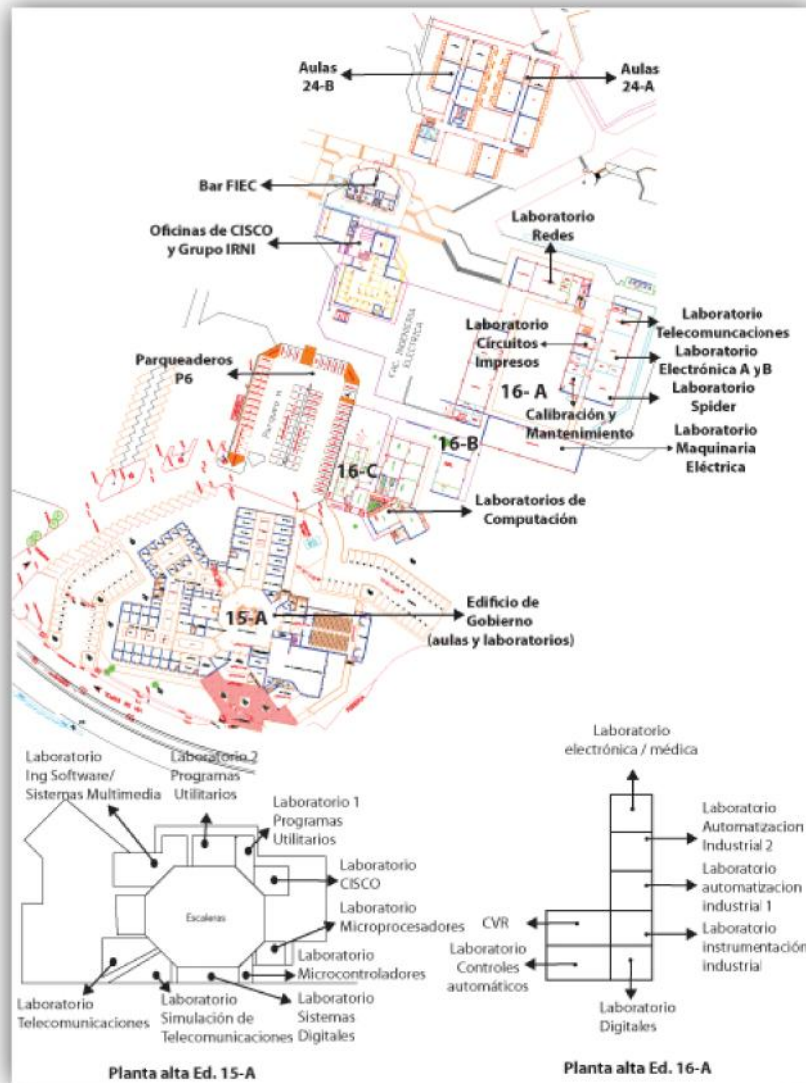 Aulas
24-B
Aulas
24-A
Bar FIEC
Oficinas de CISCO
y Grupo IRNI
Laboratorio
Redes
FAC. INGENIERIA
ELECTRICA
Laboratorio
Telecomuncaciones
Laboratorio
Electrónica A y B
Laboratorio
Spider
Laboratorio
Círcuitos
Impresos
16- A
Calibración y
Mantenimiento
Laboratorio
Maquinaria
Eléctrica
Parqueaderos
P6
16-B
16-C
Laboratorios de
Computación
15-A
Edificio de
Gobierno
(aulas y laboratorios)
Laboratorio
Ing Software/
Sistemas Multimedia
Laboratorio 2
Programas
Utilitarios
Laboratorio 1
Programas
Utilitarios
Laboratorio
CISCO
Laboratorio
Microprocesadores
Laboratorio
Microcontroladores
Escaleras
Laboratorio
Telecomunicaciones
Laboratorio
Simulación de
Telecomunicaciones
Laboratorio
Sistemas
Digitales
Planta alta Ed. 15-A
Laboratorio
electrónica / médica
Laboratorio
Automatizacion
Industrial 2
Laboratorio
automatizacion
industrial 1
Laboratorio
instrumentación
industrial
CVR
Laboratorio
Controles
automáticos
Laboratorio
Digitales
Planta alta Ed. 16-A